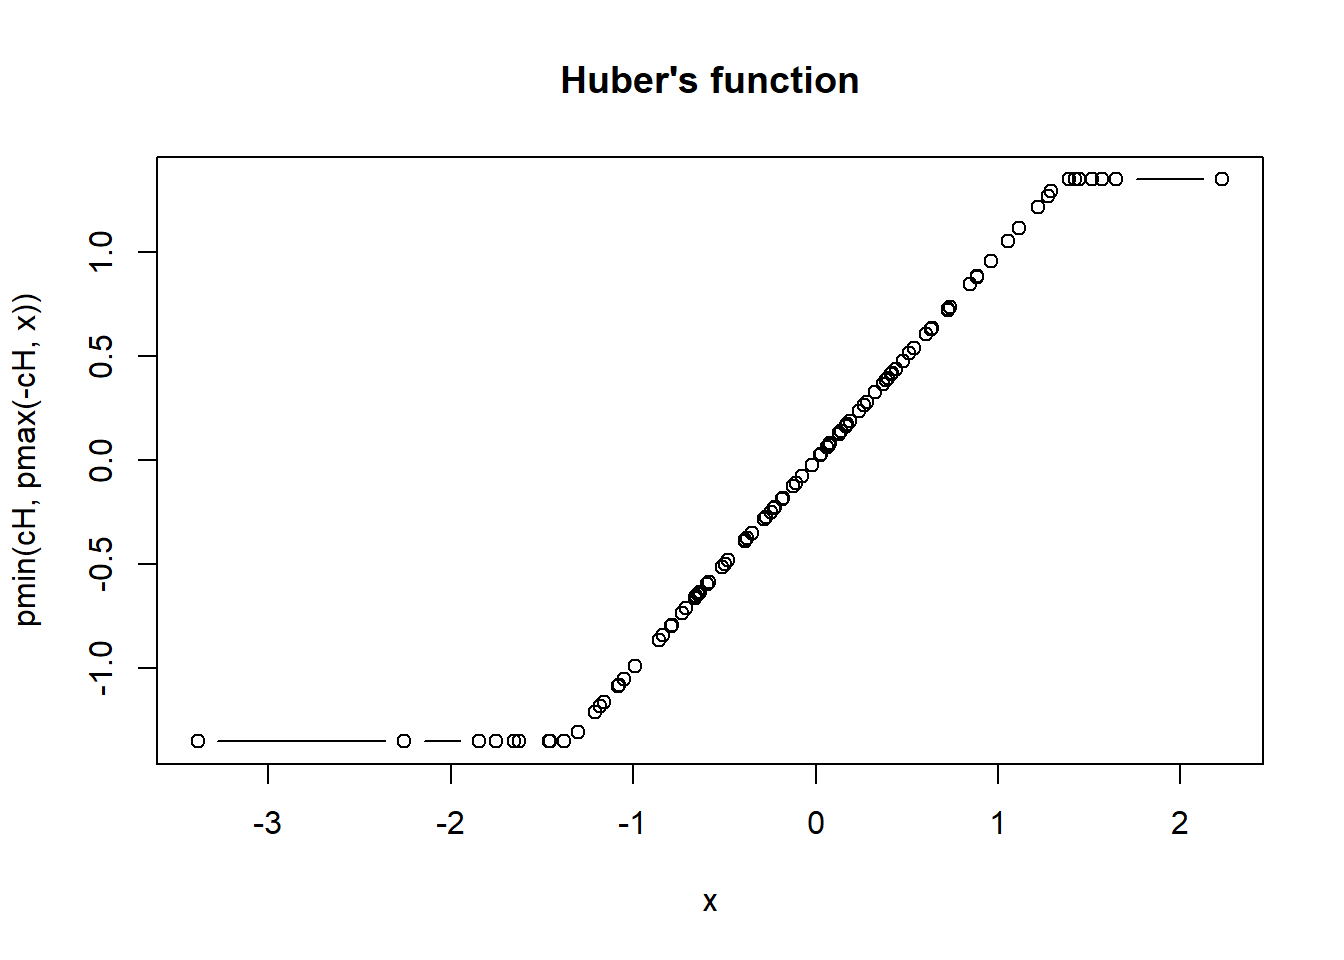 Huber's function
pmin(cH, pmax(-cH, x))
1.0
0.5
0.0
-0.5
-1.0
-3 -2 -1 0 1 2
x